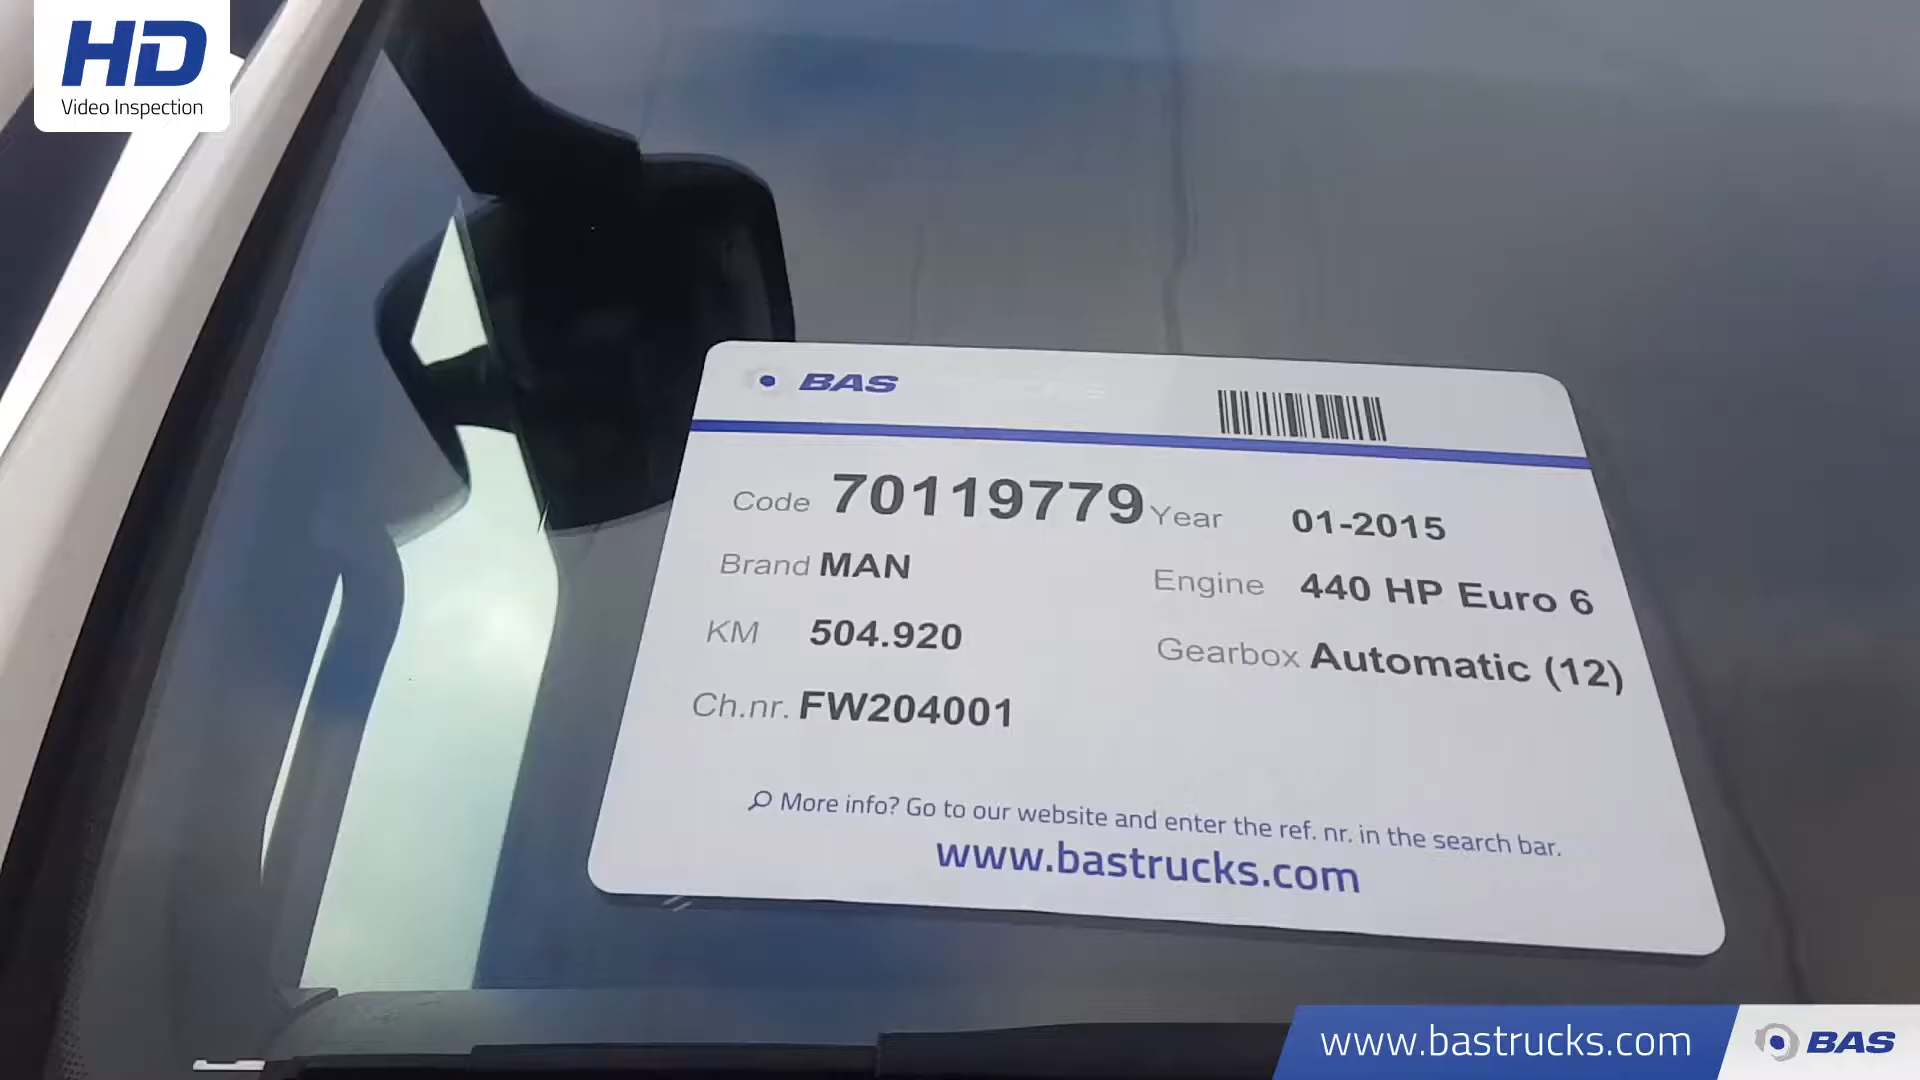 HD
Video Inspection
BAS
Code 70119779 Year 01-2015
Brand MAN
Engine 440 HP Euro 6
KM 504.920
Gearbox Automatic (12)
Ch.nr. FW204001
More info? Go to our website and enter the ref. nr. in the search bar.
www.bastrucks.com
www.bastrucks.com
BAS